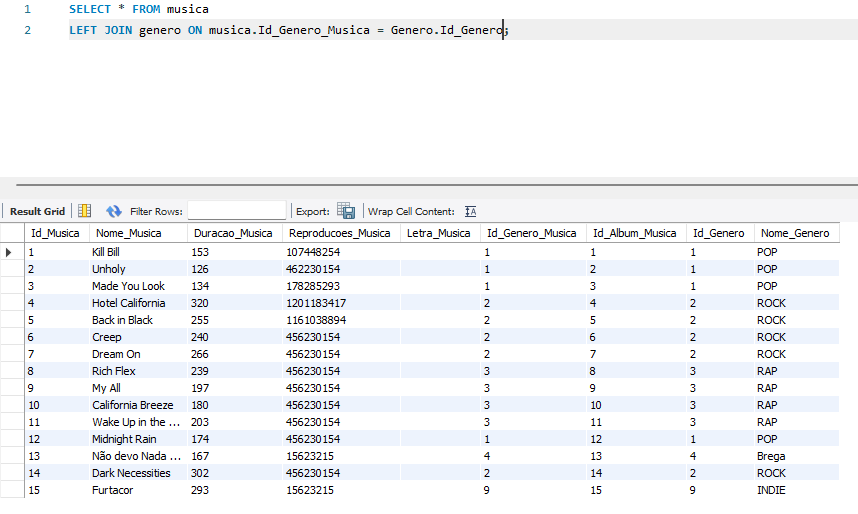 1 SELECT * FROM musica
2 LEFT JOIN genero ON musica.Id_Genero_Musica = Genero.Id_Genero;
Result Grid Filter Rows: Export: Wrap Cell Content: IA
Id_Musica Nome_Musica Duracao_Musica Reproducoes_Musica Letra_Musica Id_Genero_Musica Id_Album_Musica Id_Genero Nome_Genero
1 Kill Bill 153 107448254 1 1 1 POP
2 Unholy 126 462230154 1 2 1 POP
3 Made You Look 134 178285293 1 3 1 POP
4 Hotel California 320 1201183417 2 4 2 ROCK
5 Back in Black 255 1161038894 2 5 2 ROCK
6 Creep 240 456230154 2 6 2 ROCK
7 Dream On 266 456230154 2 7 2 ROCK
8 Rich Flex 239 456230154 3 8 3 RAP
9 My All 197 456230154 3 9 3 RAP
10 California Breeze 180 456230154 3 10 3 RAP
11 Wake Up in the ... 203 456230154 3 11 3 RAP
12 Midnight Rain 174 456230154 1 12 1 POP
13 Não devo Nada ... 167 15623215 4 13 4 Brega
14 Dark Necessities 302 456230154 2 14 2 ROCK
15 Furtacor 293 15623215 9 15 9 INDIE